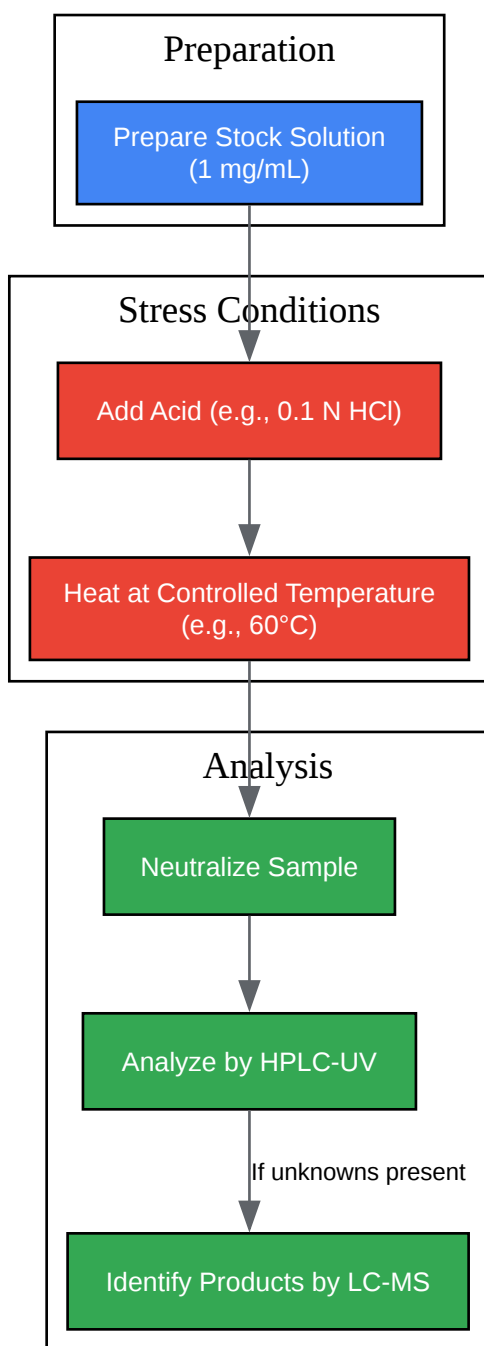 Preparation
Prepare Stock Solution
(1 mg/mL)
Stress Conditions
Add Acid (e.g., 0.1 N HCl)
Heat at Controlled Temperature
(e.g., 60°C)
Analysis
Neutralize Sample
Analyze by HPLC-UV
If unknowns present
Identify Products by LC-MS